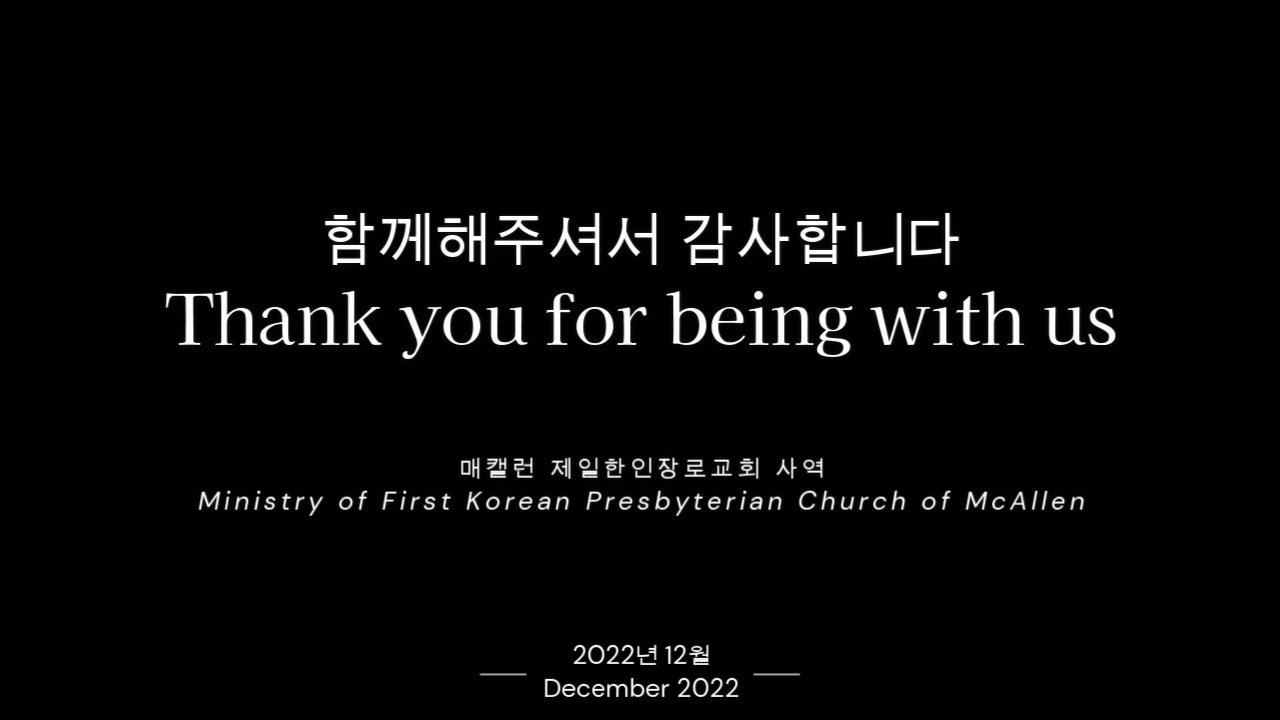 함께해주셔서 감사합니다
Thank you for being with us
매캘런 제일한인장로교회 사역
Ministry of First Korean Presbyterian Church of McAllen
2022년 12월
December 2022